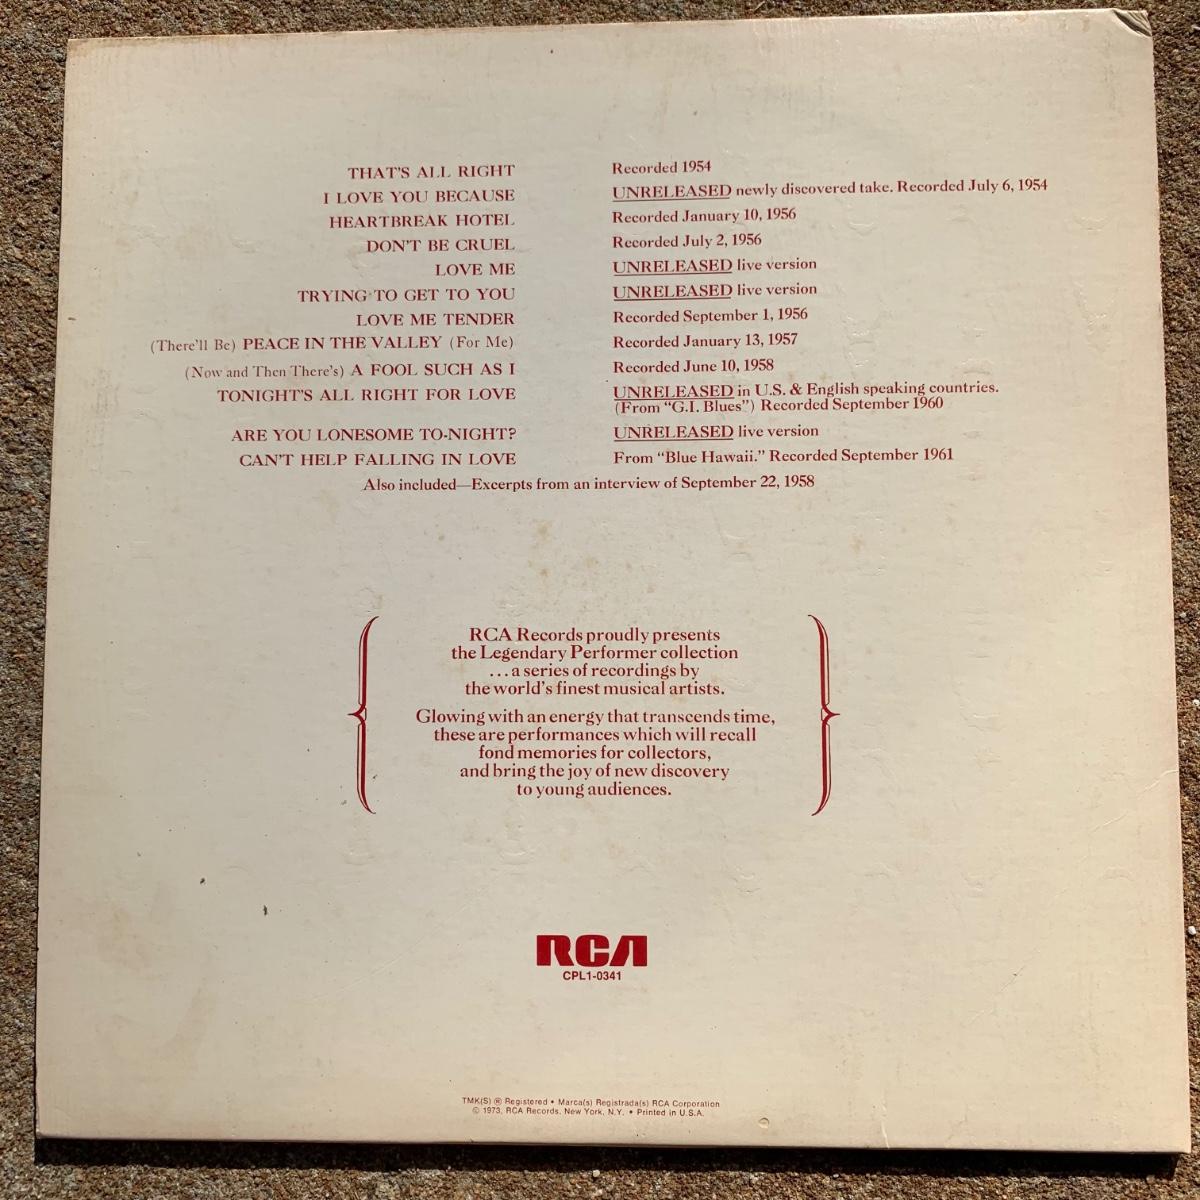 THAT'S ALL RIGHT Recorded 1954
I LOVE YOU BECAUSE UNRELEASED newly discovered take. Recorded July 6, 1954
HEARTBREAK HOTEL Recorded January 10, 1956
DON'T BE CRUEL Recorded July 2, 1956
LOVE ME UNRELEASED live version
TRYING TO GET TO YOU UNRELEASED live version
LOVE ME TENDER Recorded September 1, 1956
(There'll Be) PEACE IN THE VALLEY (For Me) Recorded January 13, 1957
(Now and Then There's) A FOOL SUCH AS I Recorded June 10, 1958
TONIGHT'S ALL RIGHT FOR LOVE UNRELEASED in U.S. & English speaking countries.
(From "G.I. Blues") Recorded September 1960
ARE YOU LONESOME TO-NIGHT? UNRELEASED live version
CAN'T HELP FALLING IN LOVE From "Blue Hawaii." Recorded September 1961
Also included—Excerpts from an interview of September 22, 1958
RCA Records proudly presents
the Legendary Performer collection
...a series of recordings by
the world's finest musical artists.
Glowing with an energy that transcends time,
these are performances which will recall
fond memories for collectors,
and bring the joy of new discovery
to young audiences.
RCA
CPL1-0341
TMK(S) ® Registered • Marca(s) Registrada(s) RCA Corporation
© 1973, RCA Records, New York, N.Y. • Printed in U.S.A.